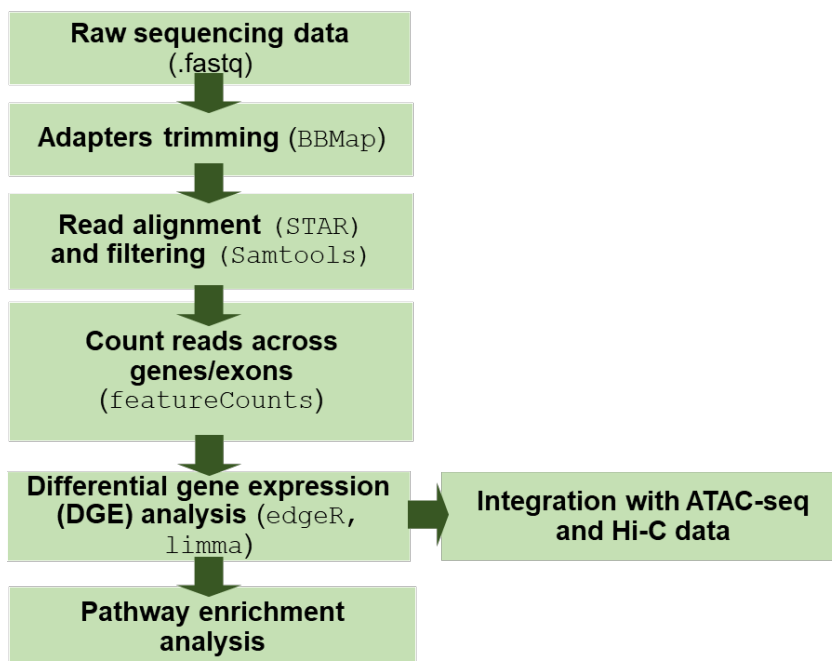 Raw sequencing data
(.fastq)
Adapters trimming (BBMap)
Read alignment (STAR)
and filtering (Samtools)
Count reads across
genes/exons
(featureCounts)
Differential gene expression
(DGE) analysis (edgeR,
limma)
Integration with ATAC-seq
and Hi-C data
Pathway enrichment
analysis